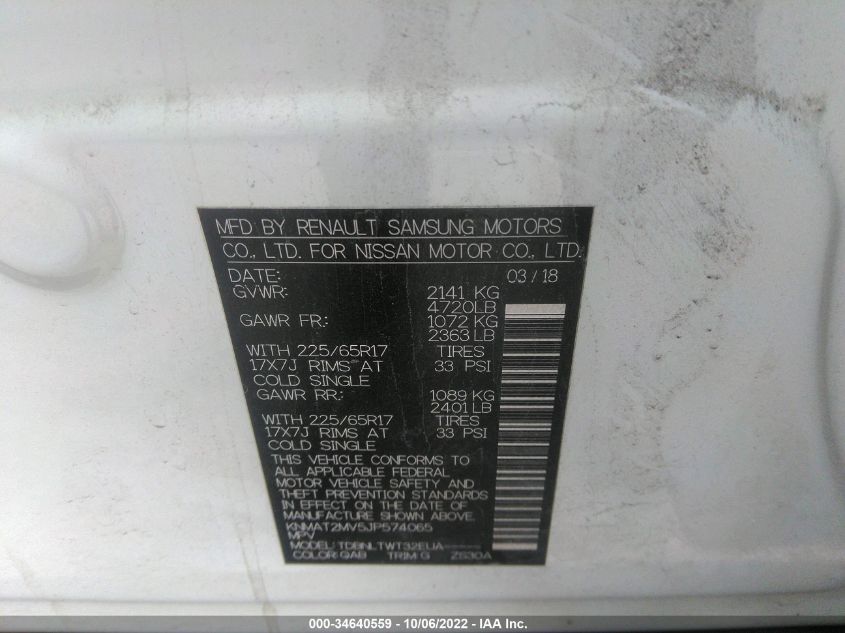 MFD BY RENAULT SAMSUNG MOTORS
CO., LTD. FOR NISSAN MOTOR CO., LTD.
DATE: 03/18
GVWR: 2141 KG
4720LB
GAWR FR: 1072 KG
2363 LB
WITH 225/65R17 TIRES
17X7J RIMS AT 33 PSI
COLD SINGLE
GAWR RR: 1089 KG
2401 LB
WITH 225/65R17 TIRES
17X7J RIMS AT 33 PSI
COLD SINGLE
THIS VEHICLE CONFORMS TO
ALL APPLICABLE FEDERAL
MOTOR VEHICLE SAFETY AND
THEFT PREVENTION STANDARDS
IN EFFECT ON THE DATE OF
MANUFACTURE SHOWN ABOVE.
KNMAT2MV5JP574065
MPV
MODEL: TDBNLTWT32EUA-----
COLOR: QAB TRIM: G ZS30A
000-34640559 - 10/06/2022 - IAA Inc.